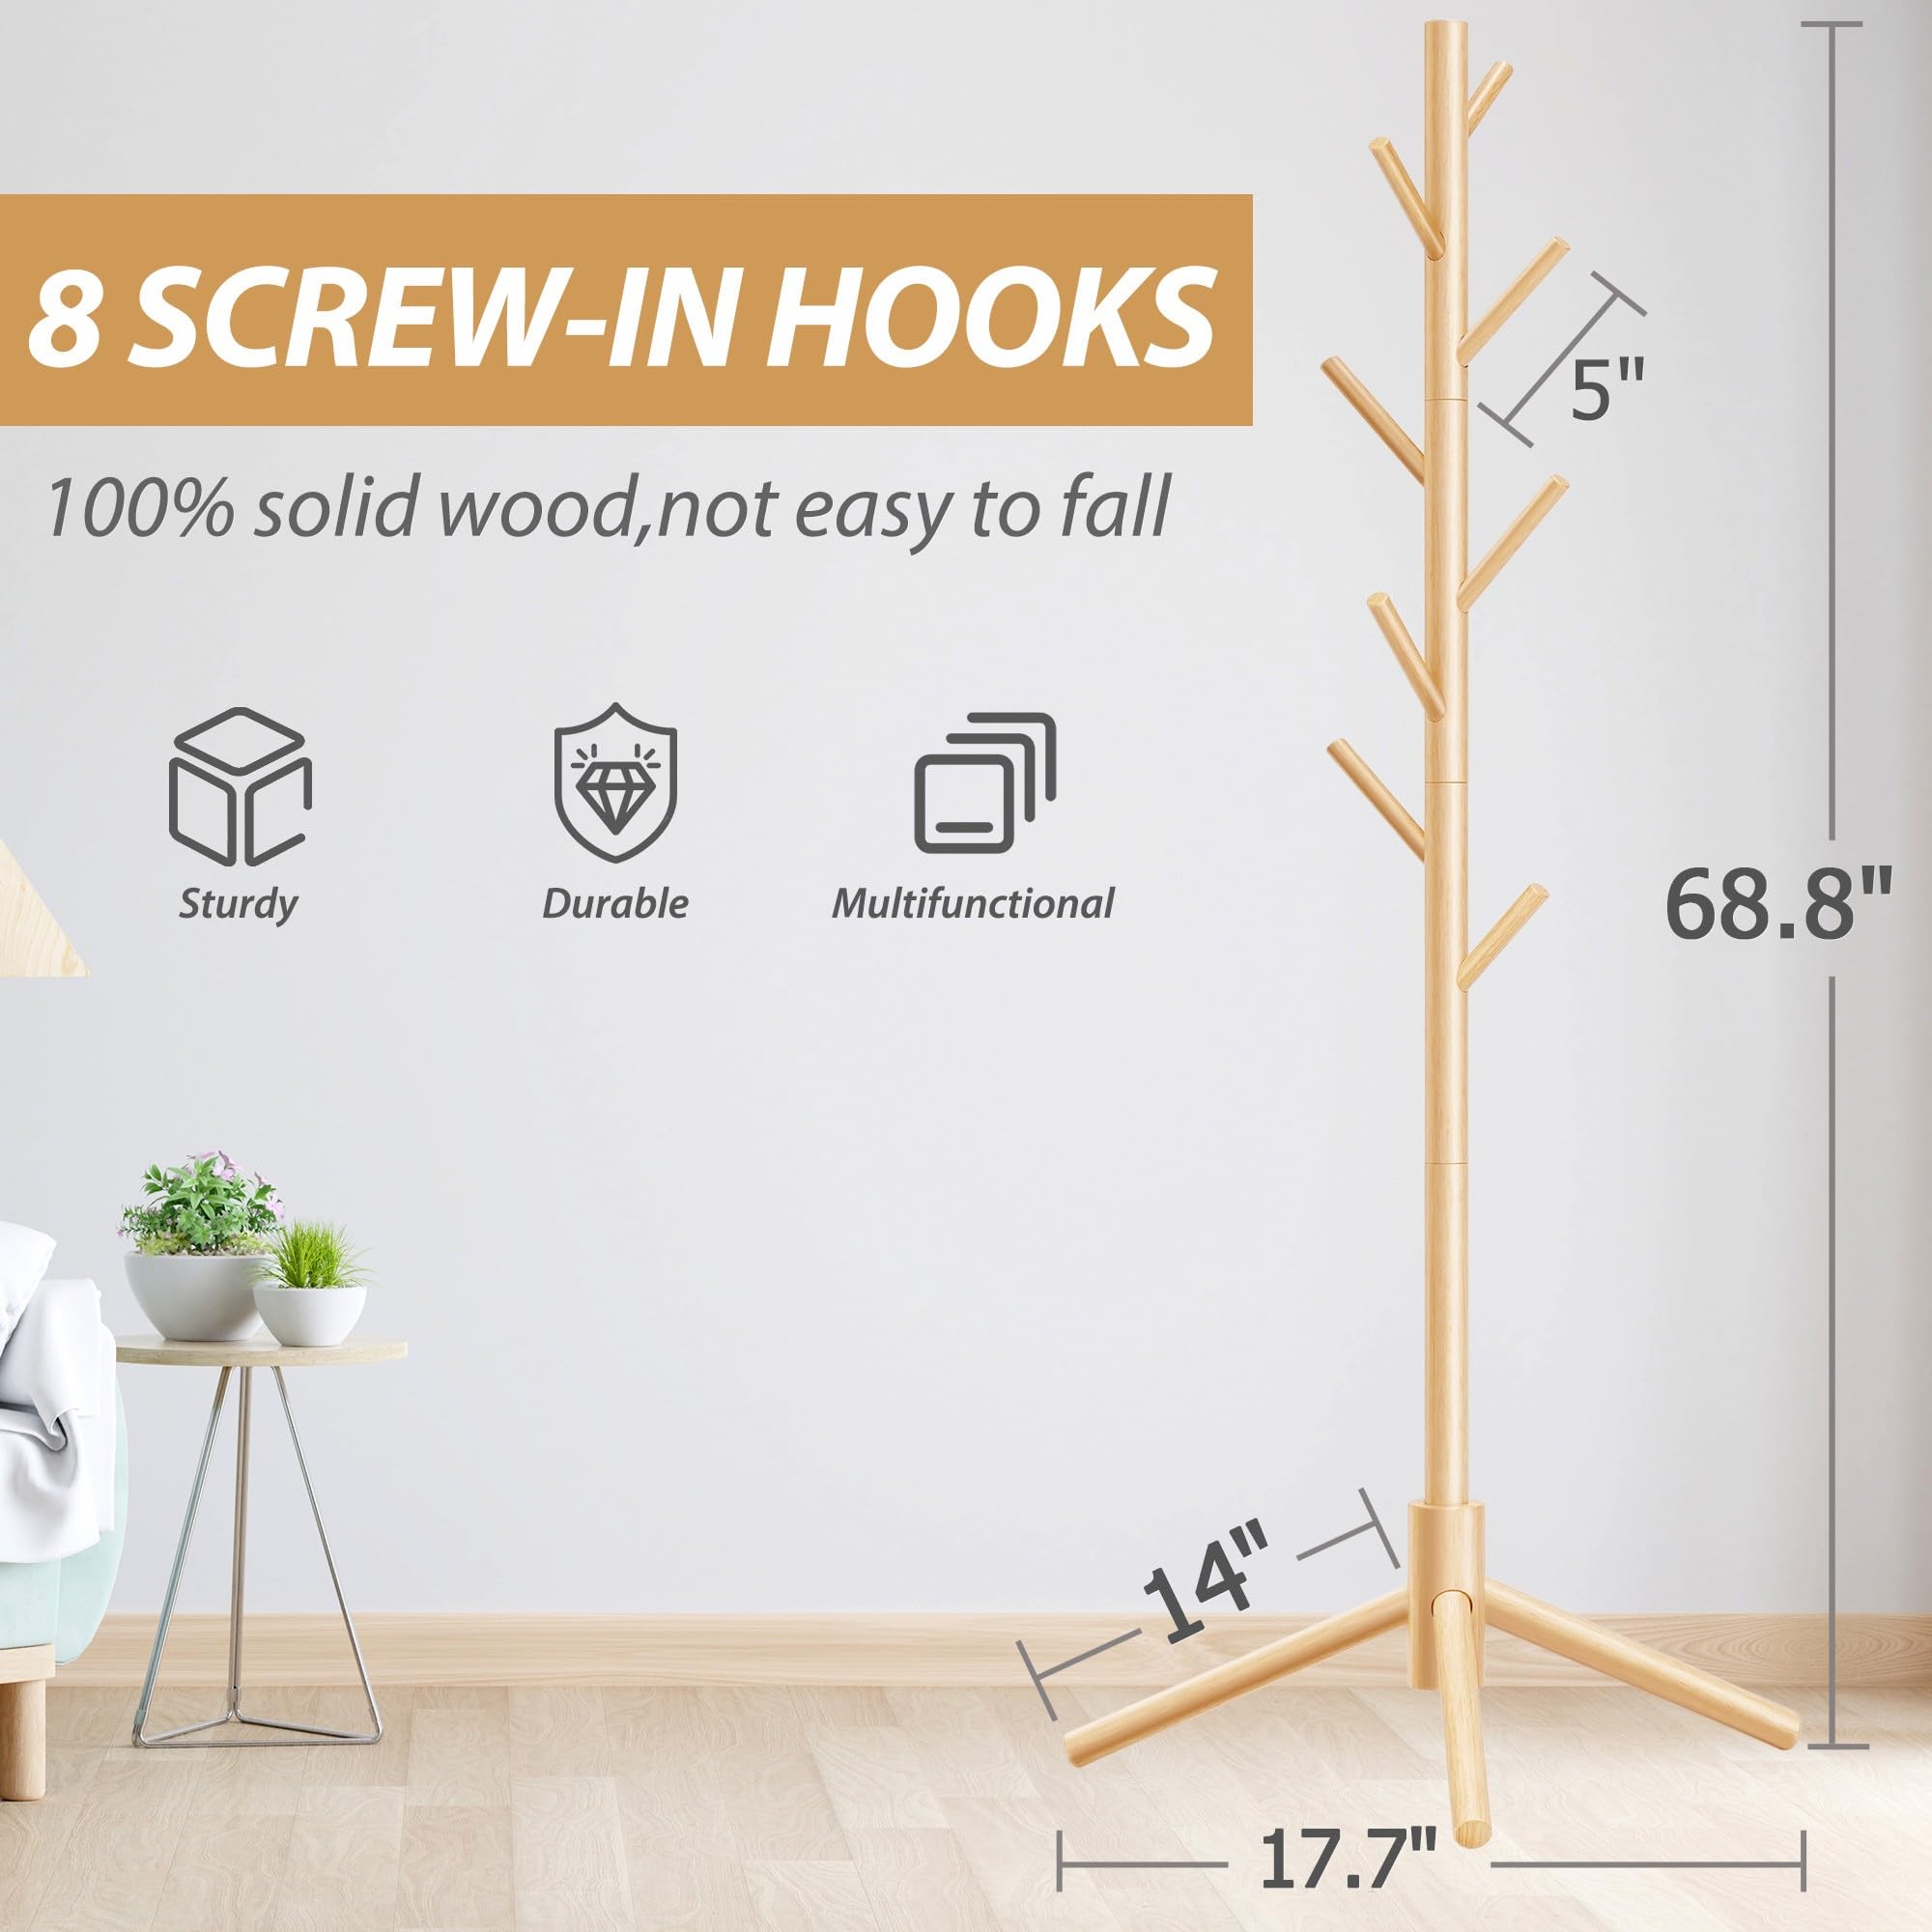 8 SCREW-IN HOOKS
100% solid wood,not easy to fall
5"
Sturdy
Durable
Multifunctional
68.8"
14"
17.7"